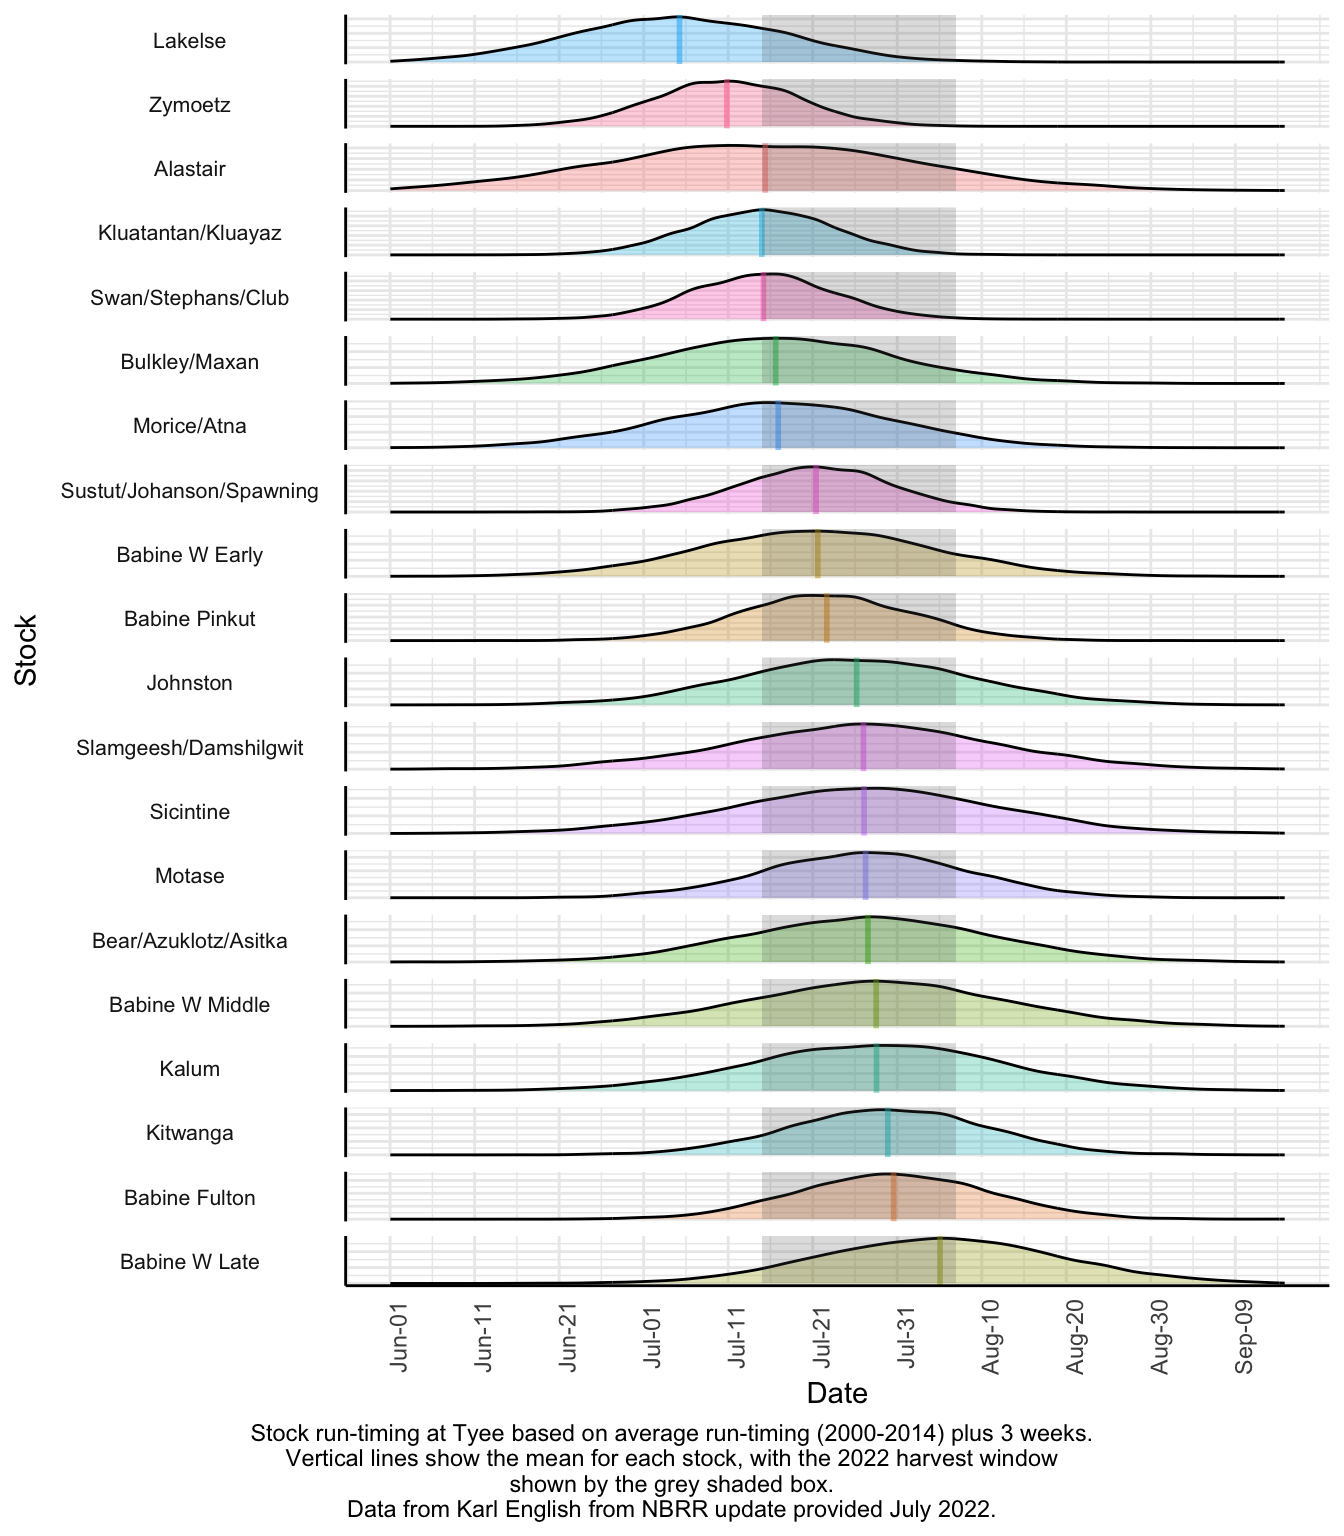 Stock
Lakelse
Zymoetz
Alastair
Kluatantan/Kluayaz
Swan/Stephans/Club
Bulkley/Maxan
Morice/Atna
Sustut/Johanson/Spawning
Babine W Early
Babine Pinkut
Johnston
Slamgeesh/Damshilgwit
Sicintine
Motase
Bear/Azuklotz/Asitka
Babine W Middle
Kalum
Kitwanga
Babine Fulton
Babine W Late
Jun-01
Jun-11
Jun-21
Jul-01
Jul-11
Jul-21
Jul-31
Aug-10
Aug-20
Aug-30
Sep-09
Date
Stock run-timing at Tyee based on average run-timing (2000-2014) plus 3 weeks.
Vertical lines show the mean for each stock, with the 2022 harvest window
shown by the grey shaded box.
Data from Karl English from NBRR update provided July 2022.